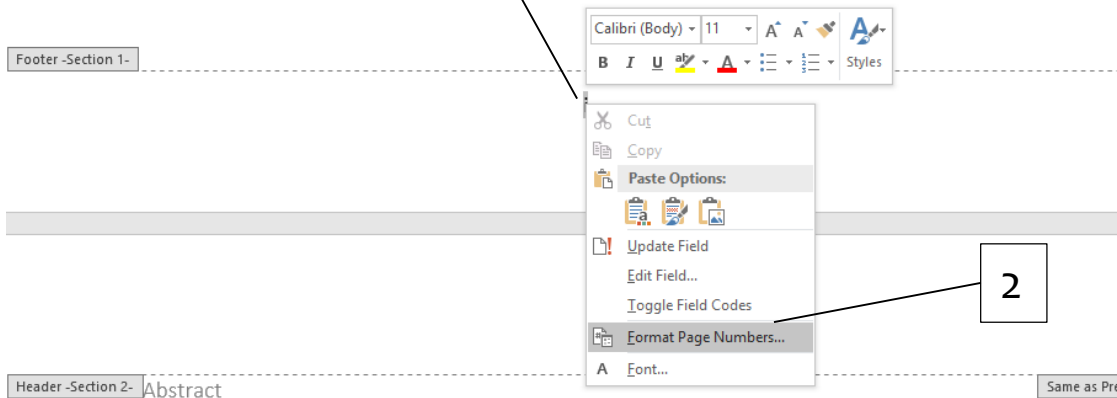 Calibri (Body) 11 A A A
Footer -Section 1-
B I U ab A Styles
Cut
Copy
Paste Options:
Update Field
Edit Field...
Toggle Field Codes
2
Format Page Numbers...
A Font...
Header -Section 2- Abstract
Same as Pre